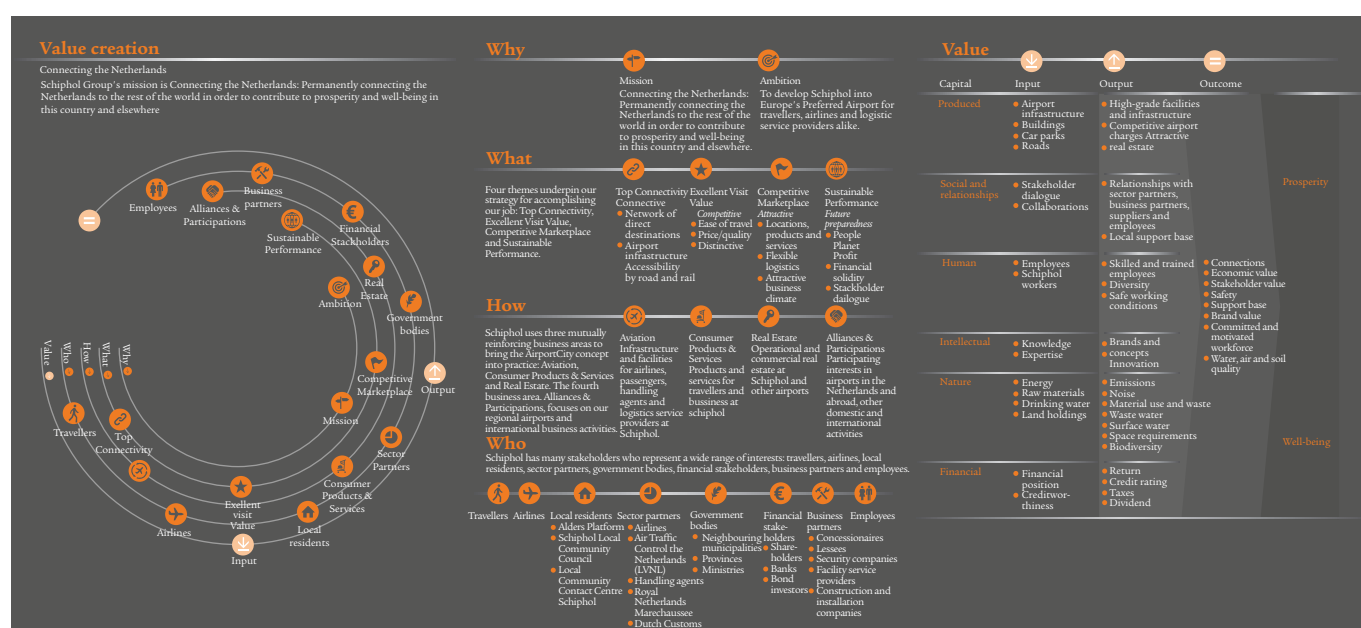 Value creation
Connecting the Netherlands
Schiphol Group's mission is Connecting the Netherlands: Permanently connecting the
Netherlands to the rest of the world in order to contribute to prosperity and well-being in
this country and elsewhere
Employees
Alliances &
Participations
Business
partners
Sustainable
Performance
Financial
Stackholders
Real
Estate
Ambition
Government
bodies
Competitive
Marketplace
Output
Mission
Sector
Partners
Consumer
Products &
Services
Local
residents
Exellent
visit
Value
Input
Airlines
Top
Connectivity
Travellers
Value
Who
How
What
Why
Why
Mission
Connecting the Netherlands:
Permanently connecting the
Netherlands to the rest of the
world in order to contribute
to prosperity and well-being
in this country and elsewhere.
Ambition
To develop Schiphol into
Europe's Preferred Airport for
travellers, airlines and logistic
service providers alike.
What
Four themes underpin our
strategy for accomplishing
our job: Top Connectivity,
Excellent Visit Value,
Competitive Marketplace
and Sustainable
Performance.
Top Connectivity
Connective
Network of
direct
destinations
Airport
infrastructure
Accessibility
by road and rail
Excellent Visit
Value
Competitive
Ease of travel
Price/quality
Distinctive
Competitive
Marketplace
Attractive
Locations,
products and
services
Flexible
logistics
Attractive
business
climate
Sustainable
Performance
Future
preparedness
People
Planet
Profit
Financial
solidity
Stackholder
dailogue
How
Schiphol uses three mutually
reinforcing business areas to
bring the AirportCity concept
into practice: Aviation,
Consumer Products & Services
and Real Estate. The fourth
business area. Alliances &
Participations, focuses on our
regional airports and
international business activities.
Aviation
Infrastructure
and facilities
for airlines,
passengers,
handling
agents and
logistics service
providers at
Schiphol.
Consumer
Products &
Services
Products and
services for
travellers and
bussiness at
schiphol
Real Estate
Operational and
commercial real
estate at
Schiphol and
other airports
Alliances &
Participations
Participating
interests in
airports in the
Netherlands and
abroad, other
domestic and
international
activities
Who
Schiphol has many stakeholders who represent a wide range of interests: travellers, airlines, local
residents, sector partners, government bodies, financial stakeholders, business partners and employees.
Travellers
Airlines
Local residents
Alders Platform
Schiphol Local
Community
Council
Local
Community
Contact Centre
Schiphol
Sector partners
Airlines
Air Traffic
Control the
Netherlands
(LVNL)
Handling agents
Royal
Netherlands
Marechaussee
Dutch Customs
Government
bodies
Neighbouring
municipalities
Provinces
Ministries
Financial
stake-
holders
Share-
holders
Banks
Bond
investors
Business
partners
Concessionaires
Lessees
Security companies
Facility service
providers
Construction and
installation
companies
Employees
Value
Capital
Input
Output
Outcome
Produced
Airport
infrastructure
Buildings
Car parks
Roads
High-grade facilities
and infrastructure
Competitive airport
charges Attractive
real estate
Social and
relationships
Stakeholder
dialogue
Collaborations
Relationships with
sector partners,
business partners,
suppliers and
employees
Local support base
Prosperity
Human
Employees
Schiphol
workers
Skilled and trained
employees
Diversity
Safe working
conditions
Connections
Economic value
Stakeholder value
Safety
Support base
Brand value
Committed and
motivated
workforce
Water, air and soil
quality
Intellectual
Knowledge
Expertise
Brands and
concepts
Innovation
Nature
Energy
Raw materials
Drinking water
Land holdings
Emissions
Noise
Material use and waste
Waste water
Surface water
Space requirements
Biodiversity
Well-being
Financial
Financial
position
Creditwor-
thiness
Return
Credit rating
Taxes
Dividend